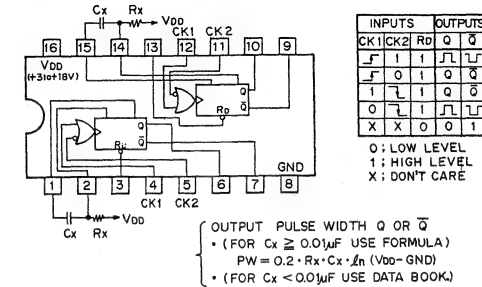 Cx Rx VDD
CK1 CK2
16 15 14 13 12 11 10 9
VDD
(+3 to +18V)
Q
Q̅
RD
Q
Q̅
RD
GND
1 2 3 4 5 6 7 8
CK1 CK2
Cx Rx VDD
INPUTS OUTPUTS
CK1 CK2 RD Q Q̅
1 1
0 1
1 1 Q Q̅
0 1
X X 0 0 1
0 ; LOW LEVEL
1 ; HIGH LEVEL
X ; DON'T CARE
OUTPUT PULSE WIDTH Q OR Q̅
• (FOR Cx ≧ 0.01μF USE FORMULA)
PW = 0.2 · Rx · Cx · ℓn (VDD - GND)
• (FOR Cx < 0.01μF USE DATA BOOK.)